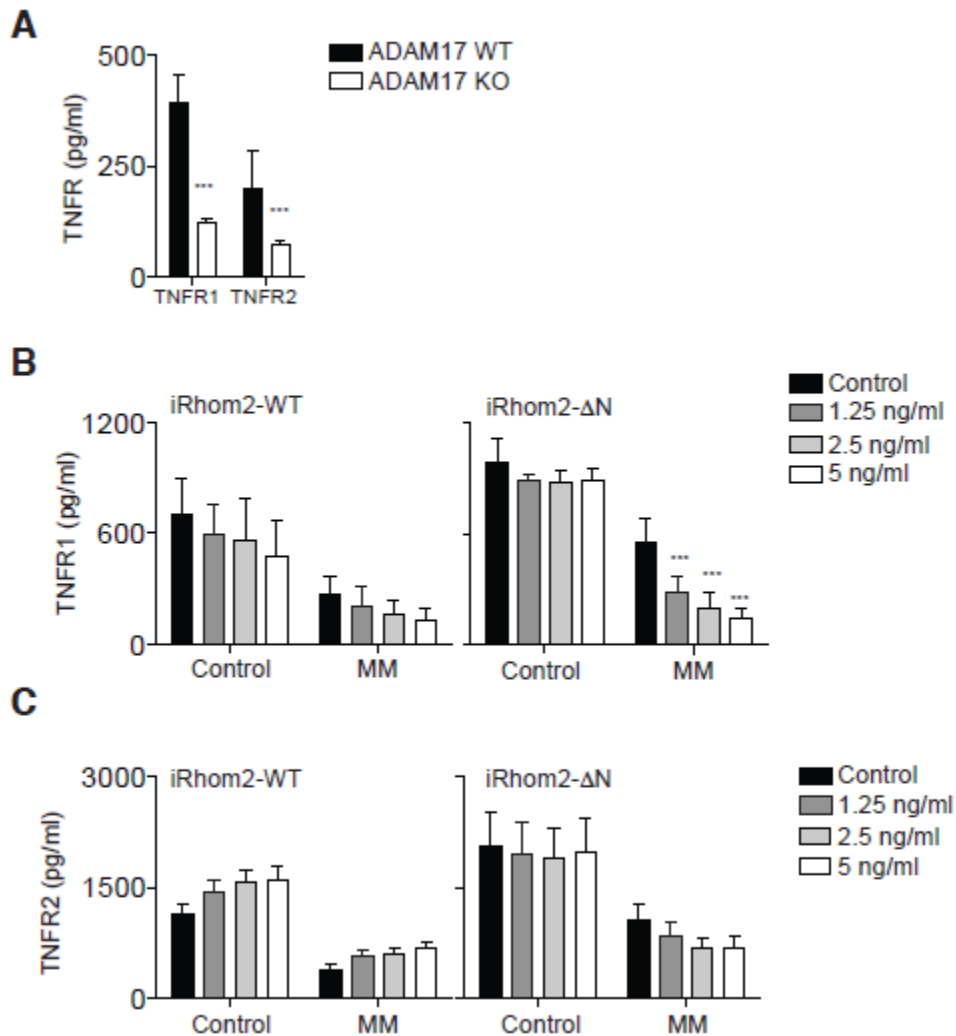 A
500
250
0
TNFR (pg/ml)
ADAM17 WT
ADAM17 KO
***
***
TNFR1 TNFR2
B
iRhom2-WT
iRhom2-ΔN
1200
600
0
TNFR1 (pg/ml)
Control
1.25 ng/ml
2.5 ng/ml
5 ng/ml
***
***
***
Control MM Control MM
C
iRhom2-WT
iRhom2-ΔN
3000
1500
0
TNFR2 (pg/ml)
Control
1.25 ng/ml
2.5 ng/ml
5 ng/ml
Control MM Control MM